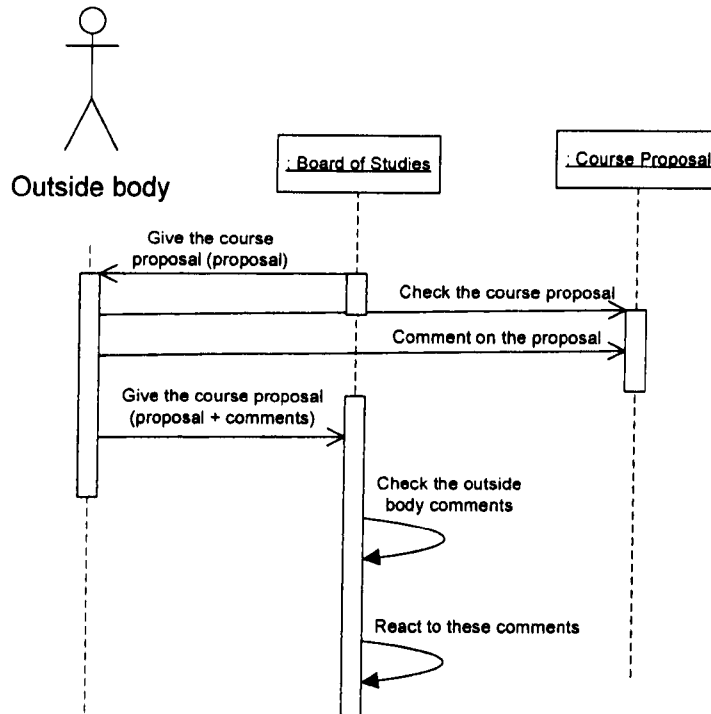 : Board of Studies
: Course Proposal
Outside body
Give the course
proposal (proposal)
Check the course proposal
Comment on the proposal
Give the course proposal
(proposal + comments)
Check the outside
body comments
React to these comments